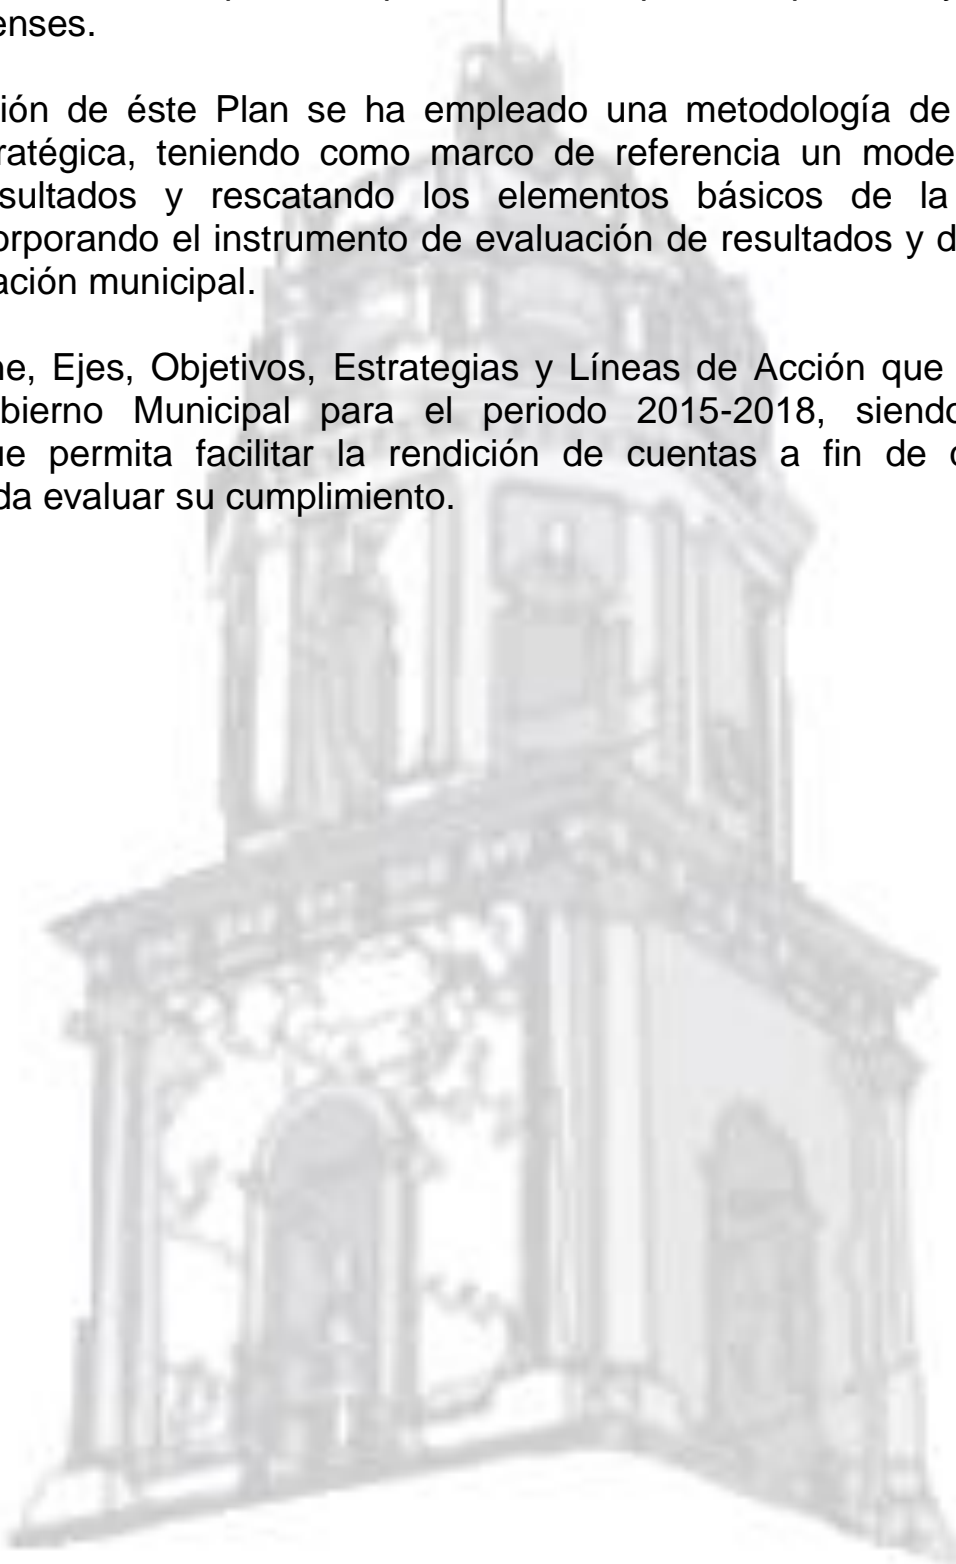 enses.
ción de éste Plan se ha empleado una metodología de
ratégica, teniendo como marco de referencia un mode
sultados y rescatando los elementos básicos de la
orporando el instrumento de evaluación de resultados y d
ación municipal.
ne, Ejes, Objetivos, Estrategias y Líneas de Acción que
bierno Municipal para el periodo 2015-2018, siendo
ue permita facilitar la rendición de cuentas a fin de
da evaluar su cumplimiento.